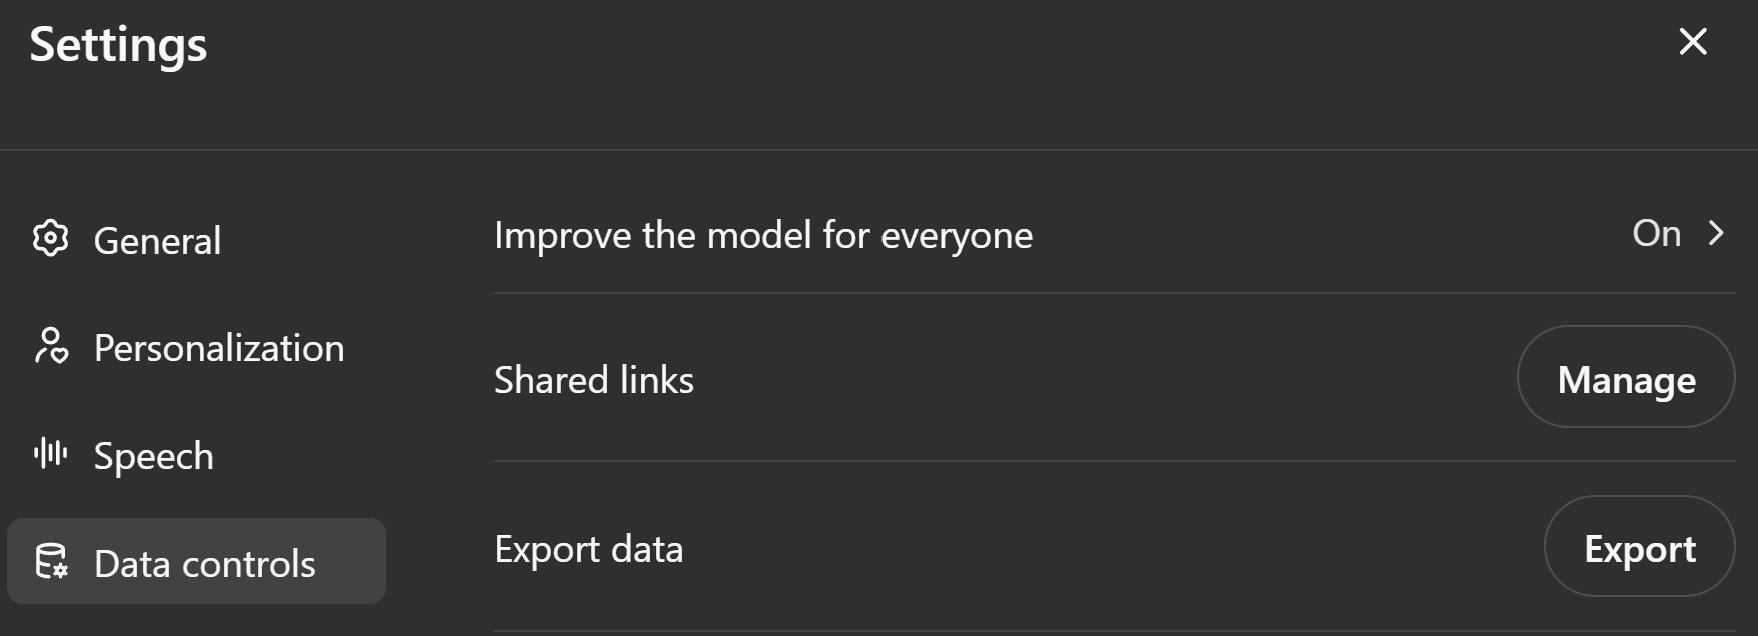 Settings
General
Personalization
Speech
Data controls
Improve the model for everyone
On
Shared links
Manage
Export data
Export